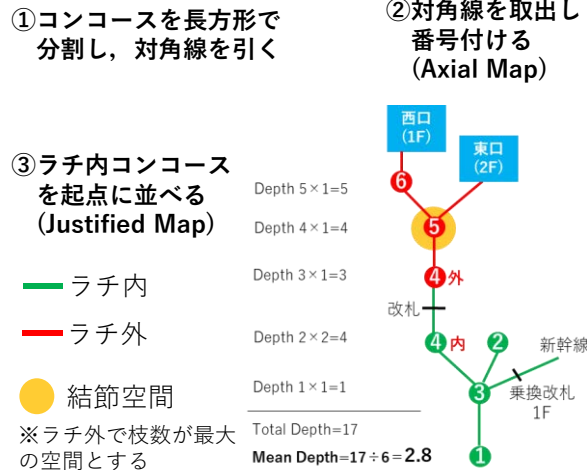 ①コンコースを長方形で
分割し，対角線を引く
②対角線を取出し
番号付ける
(Axial Map)
③ラチ内コンコース
を起点に並べる
(Justified Map)
ラチ内
ラチ外
結節空間
※ラチ外で枝数が最大
の空間とする
西口
(1F)
東口
(2F)
6
Depth 5×1=5
5
Depth 4×1=4
4外
Depth 3×1=3
改札
4内
2
Depth 2×2=4
新幹線
3
乗換改札
1F
Depth 1×1=1
1
Total Depth=17
Mean Depth=17÷6=2.8